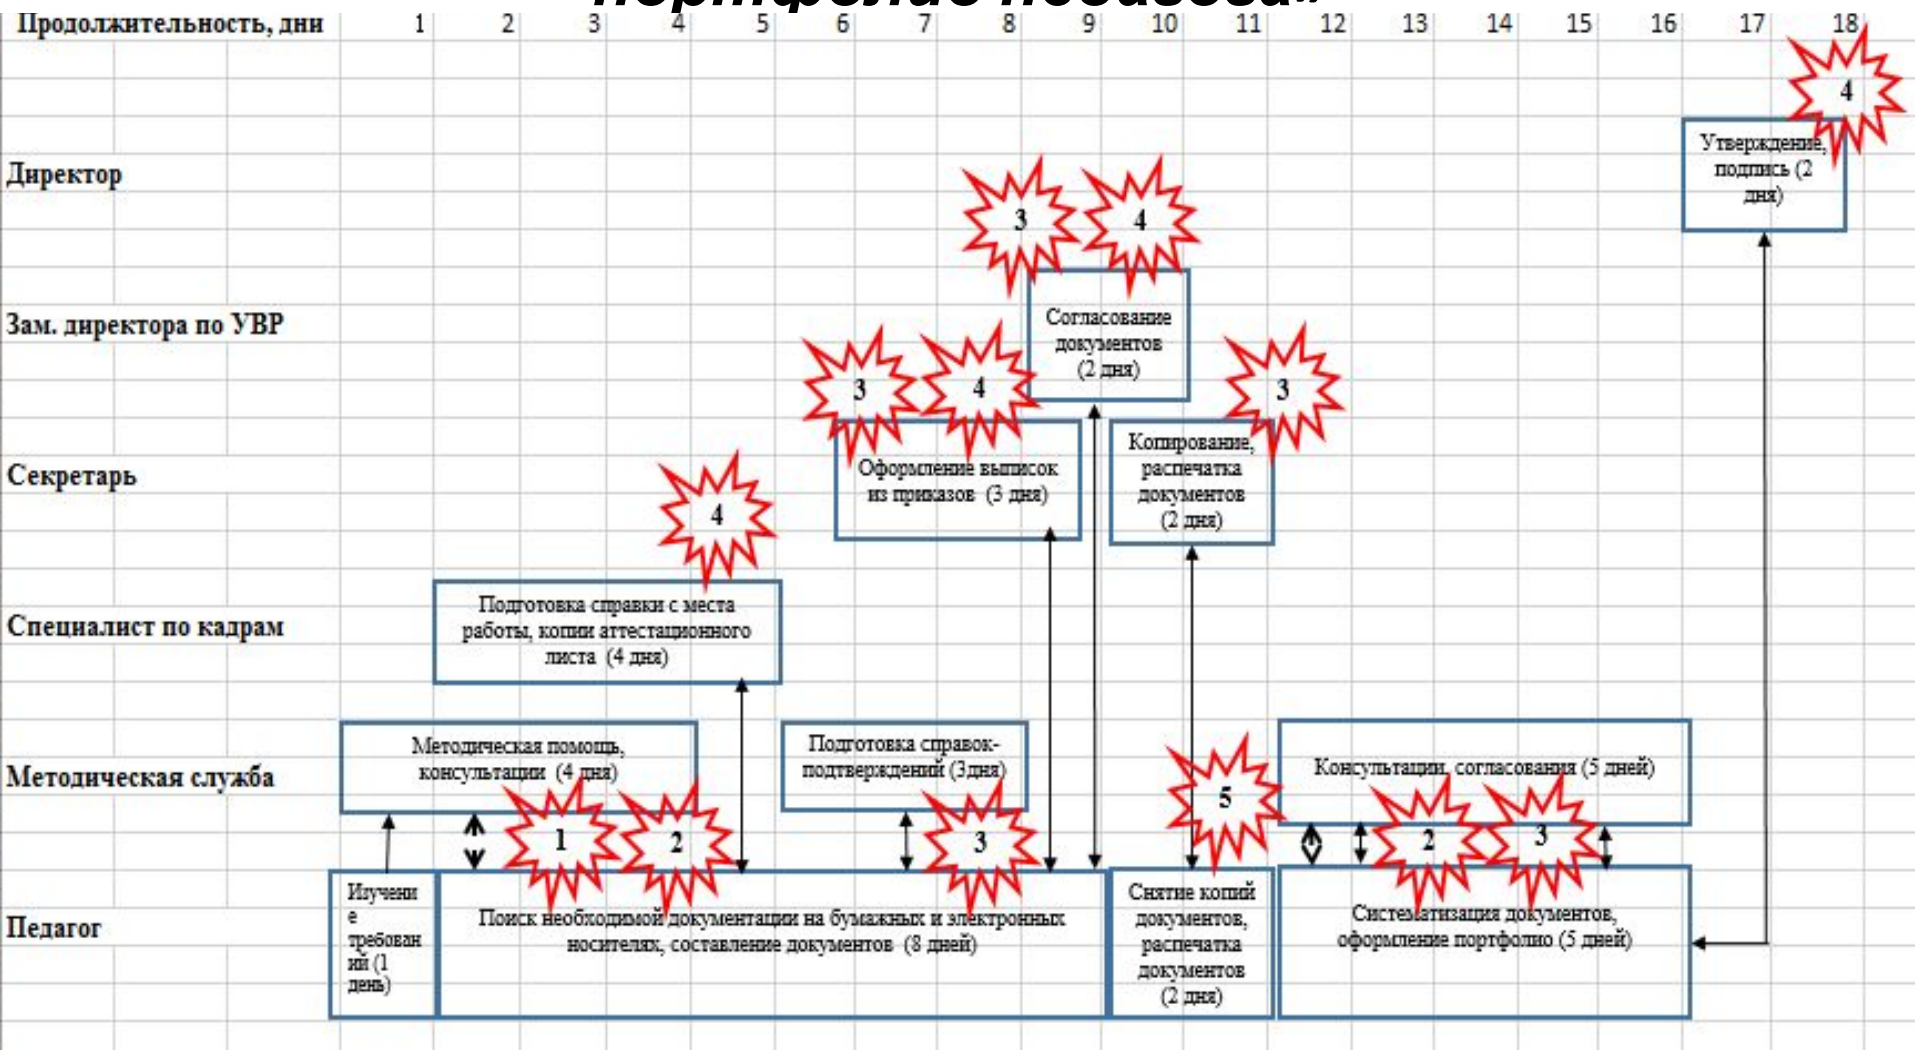 портфолио педагога»
Продолжительность, дни 1 2 3 4 5 6 7 8 9 10 11 12 13 14 15 16 17 18
4
Утверждение,
подпись (2
дня)
Директор
3 4
Зам. директора по УВР
Согласование
документов
(2 дня)
3 4 3
Секретарь
Оформление выписок
из приказов (3 дня)
Копирование,
распечатка
документов
(2 дня)
4
Специалист по кадрам
Подготовка справки с места
работы, копии аттестационного
листа (4 дня)
Методическая служба
Методическая помощь,
консультации (4 дня)
Подготовка справок-
подтверждений (3дня)
5
Консультации, согласования (5 дней)
1 2 3 2 3
Педагог
Изучени
е
требован
ий (1
день)
Поиск необходимой документации на бумажных и электронных
носителях, составление документов (8 дней)
Снятие копий
документов,
распечатка
документов
(2 дня)
Систематизация документов,
оформление портфолио (5 дней)